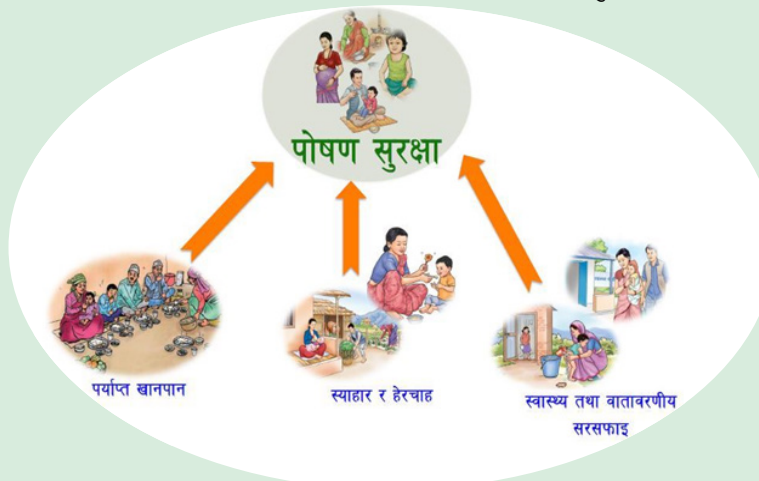 पोषण सुरक्षा
पर्याप्त खानपान
स्याहार र हेरचाह
स्वास्थ्य तथा वातावरणीय
सरसफाइ